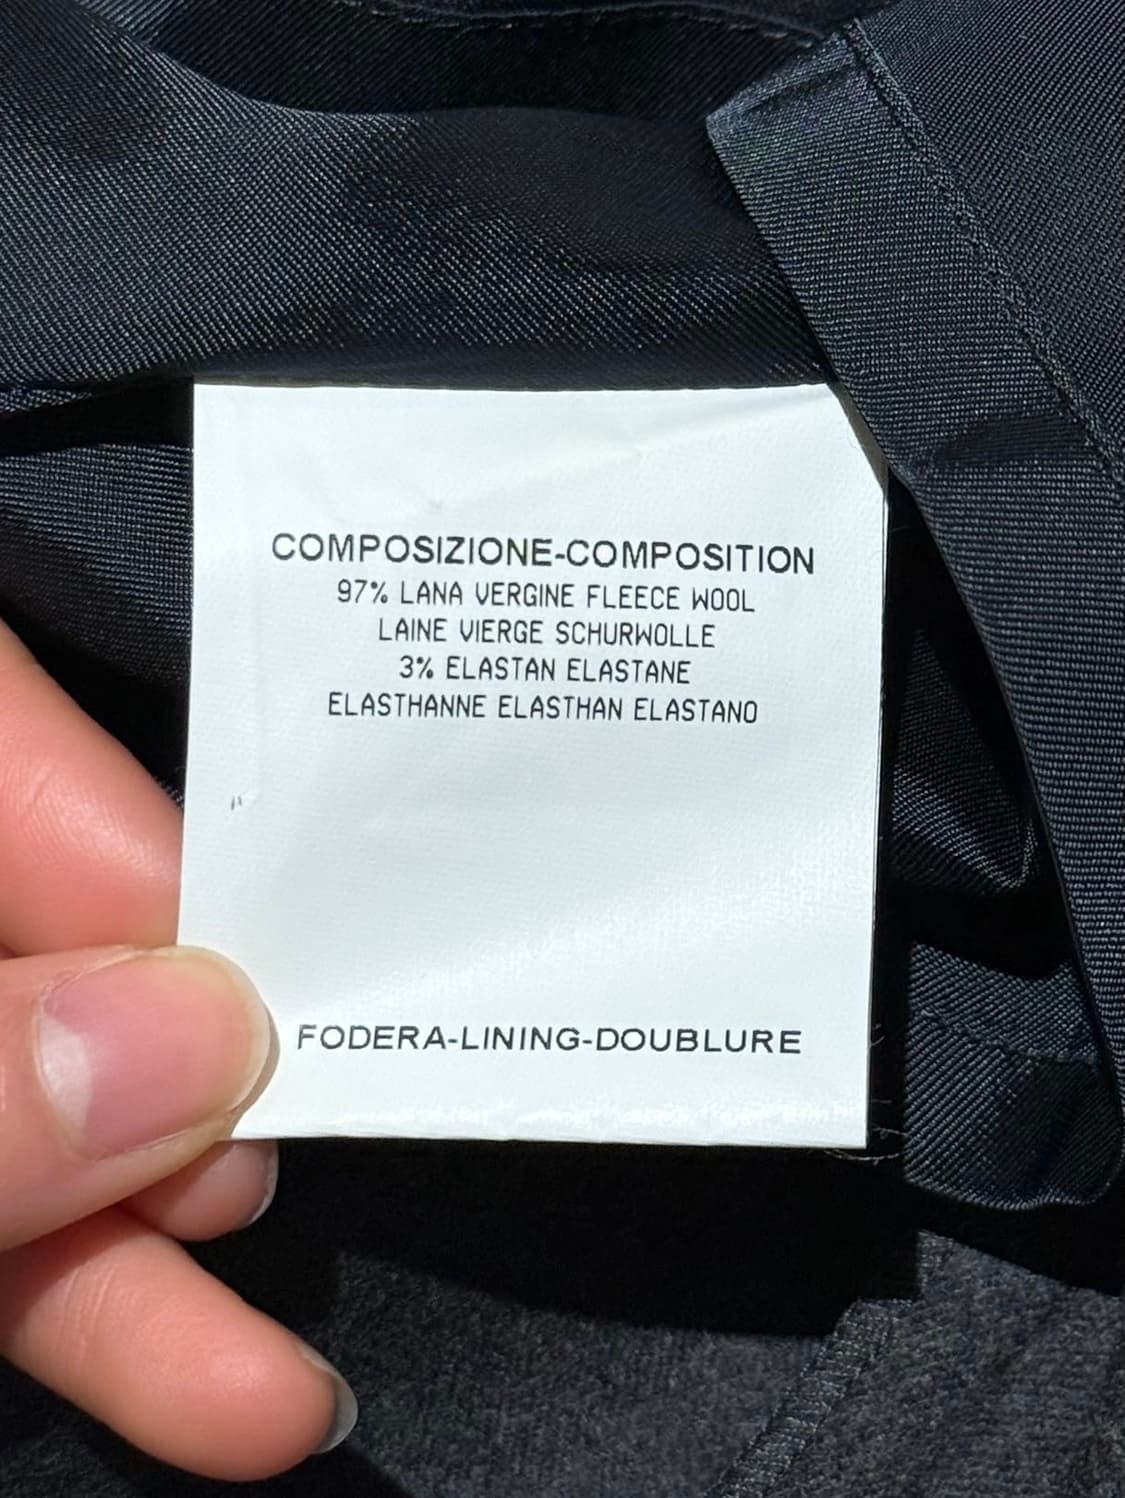 COMPOSIZIONE-COMPOSITION
97% LANA VERGINE FLEECE WOOL
LAINE VIERGE SCHURWOLLE
3% ELASTAN ELASTANE
ELASTHANNE ELASTHAN ELASTANO
FODERA-LINING-DOUBLURE